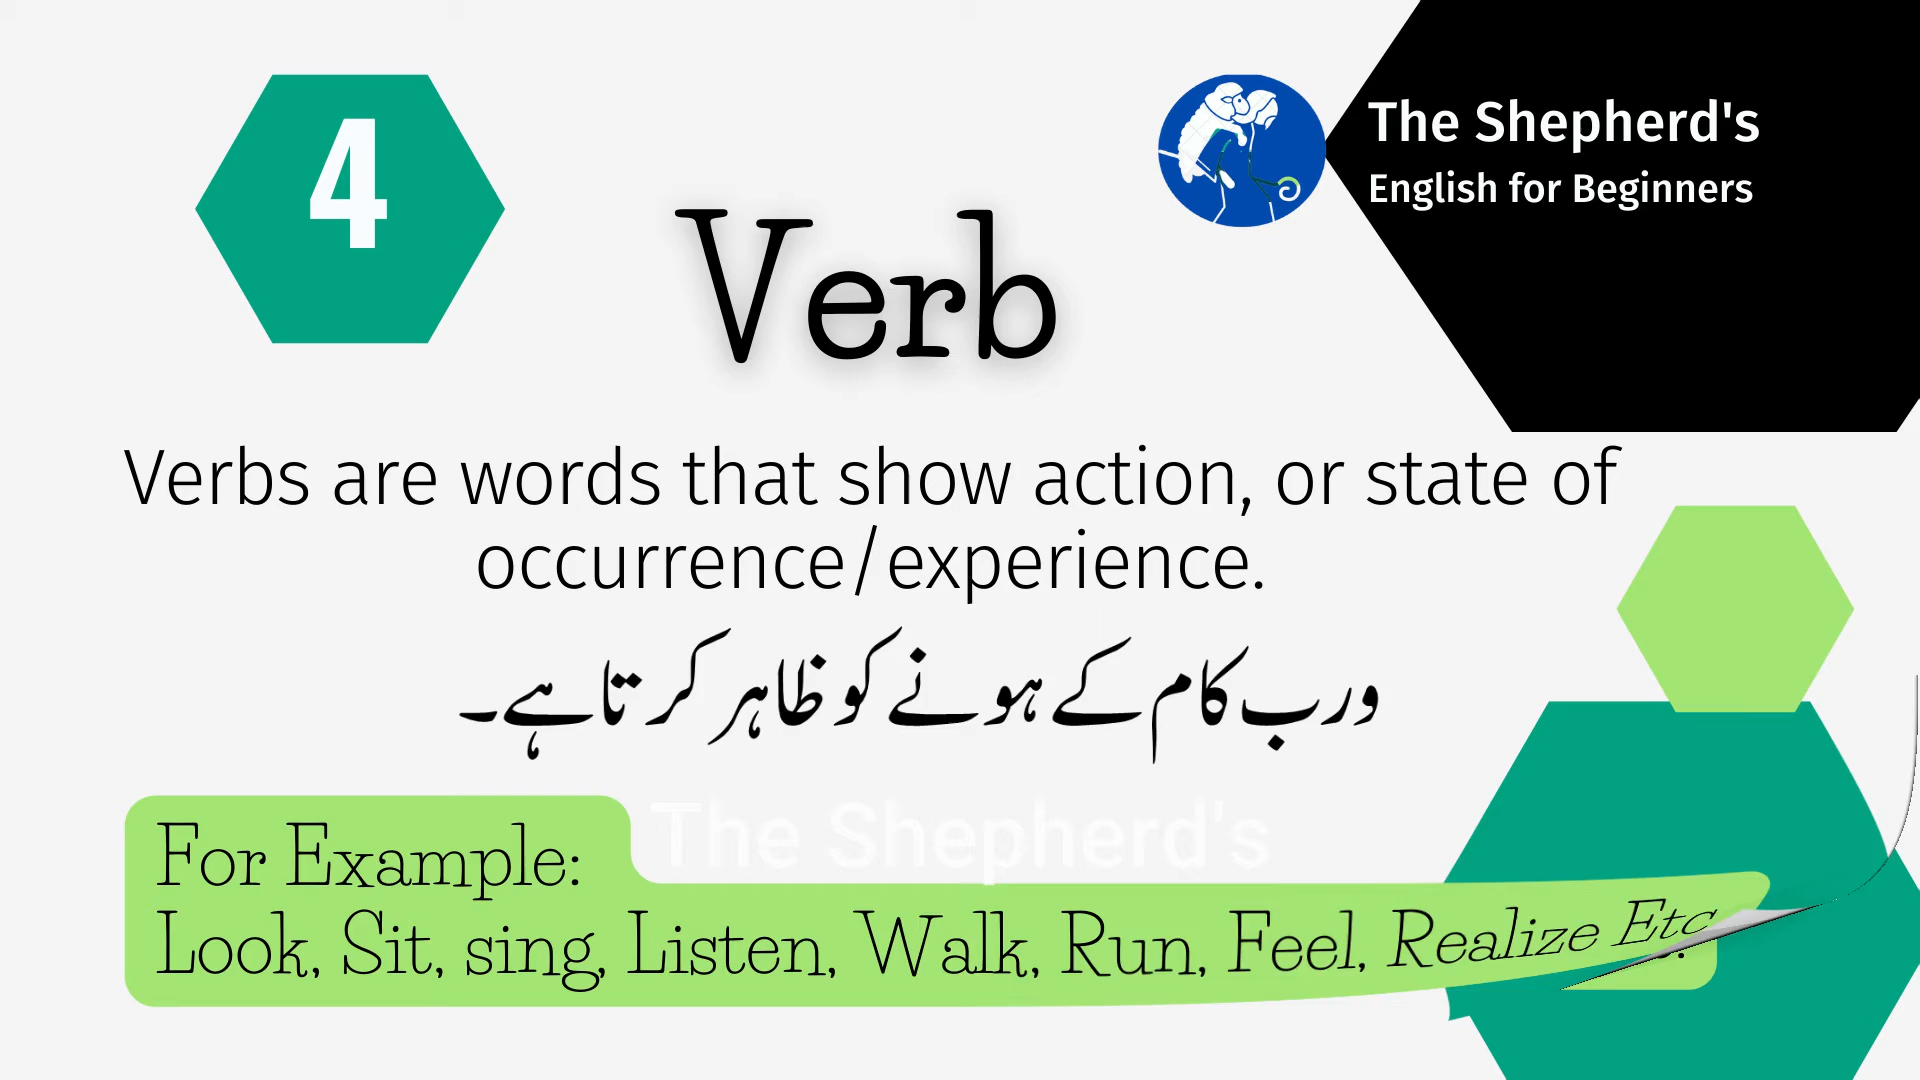 4
The Shepherd's
English for Beginners
Verb
Verbs are words that show action, or state of
occurrence/experience.
ورب کام کے ہونے کو ظاہر کرتا ہے۔
The Shepherd's
For Example:
Look, Sit, sing, Listen, Walk, Run, Feel, Realize Etc